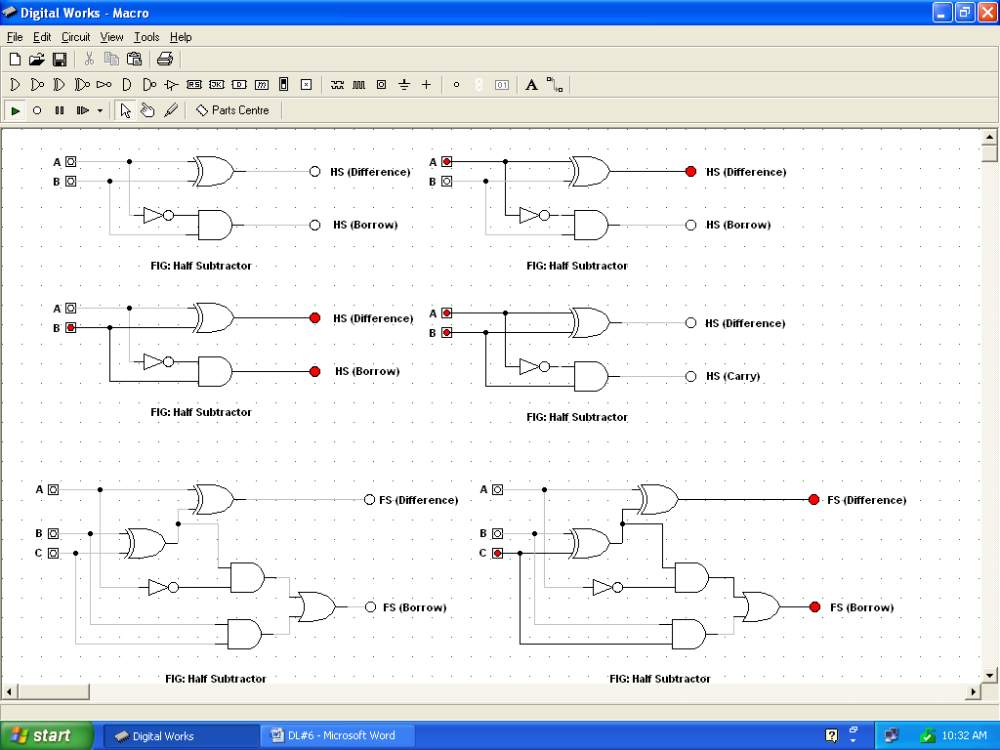 Digital Works - Macro
File Edit Circuit View Tools Help
RS JK D m x 01 A
Parts Centre
A
B
HS (Difference)
HS (Borrow)
FIG: Half Subtractor
A
B
HS (Difference)
HS (Borrow)
FIG: Half Subtractor
A
B
HS (Difference)
HS (Borrow)
FIG: Half Subtractor
A
B
HS (Difference)
HS (Carry)
FIG: Half Subtractor
A
B
C
FS (Difference)
FS (Borrow)
FIG: Half Subtractor
A
B
C
FS (Difference)
FS (Borrow)
FIG: Half Subtractor
start Digital Works DL#6 - Microsoft Word 10:32 AM